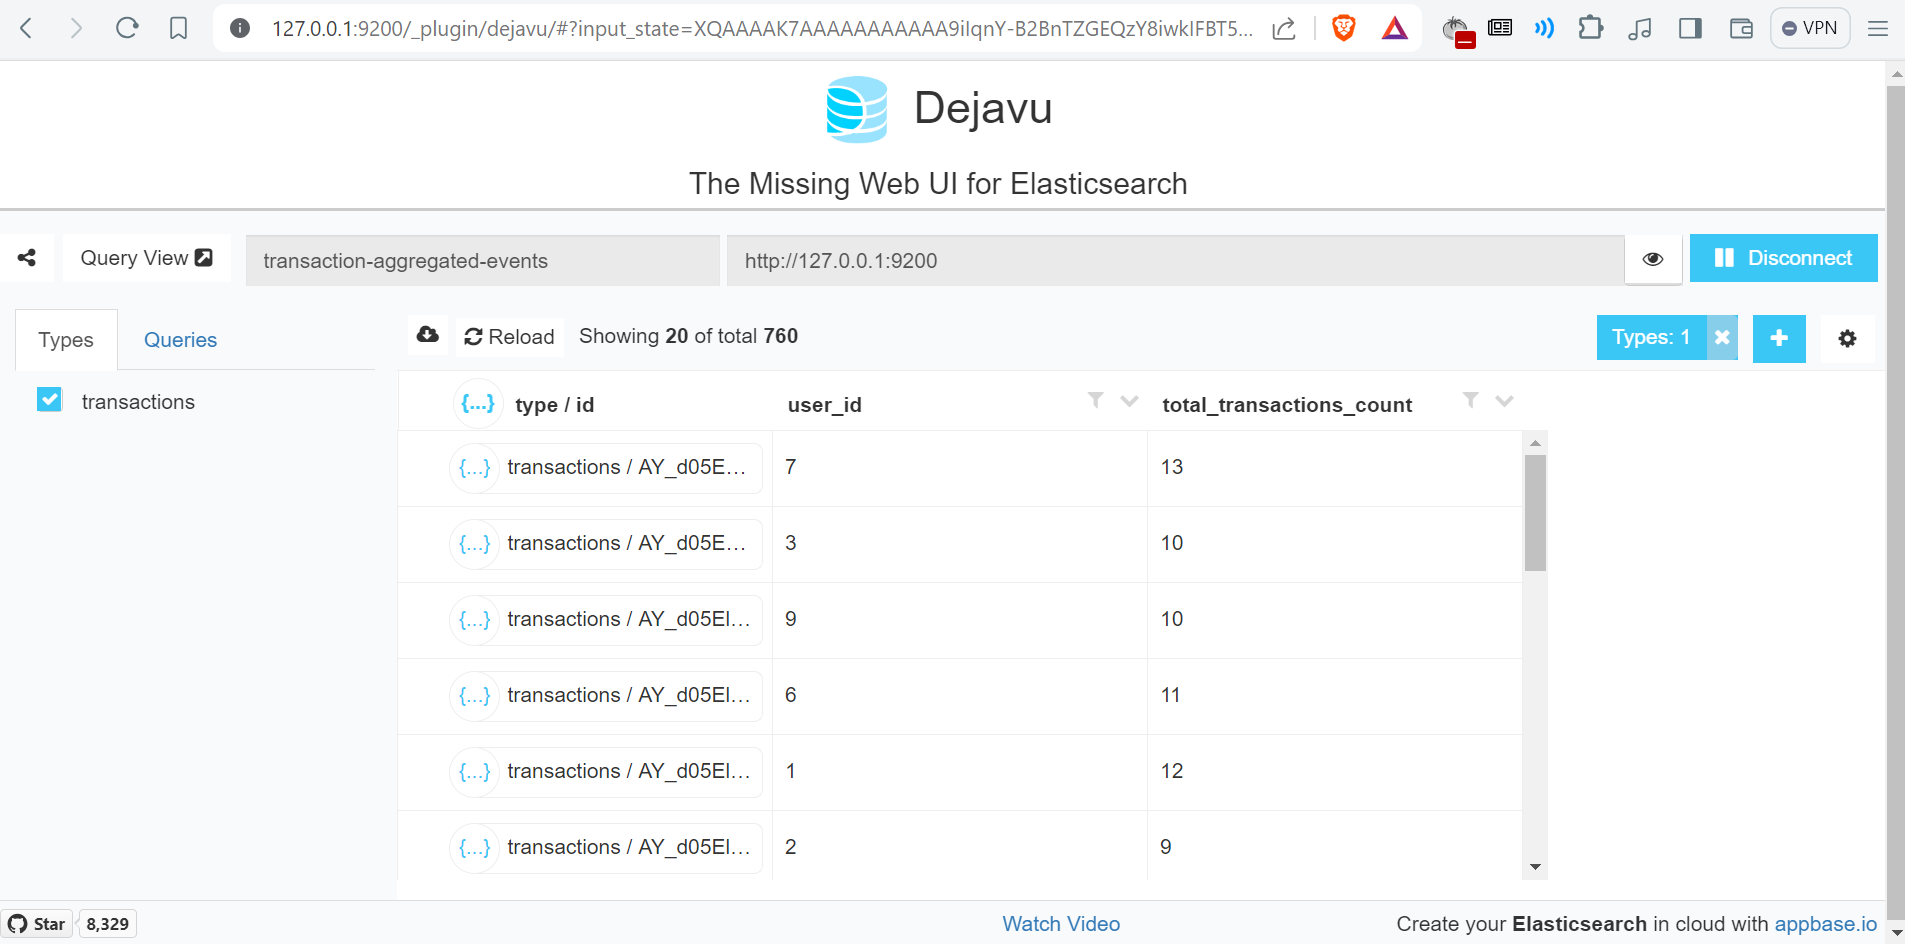 127.0.0.1:9200/_plugin/dejavu/#?input_state=XQAAAAK7AAAAAAAAAAA9iIqnY-B2BnTZGEQzY8iwkIFBT5...
VPN
Dejavu
The Missing Web UI for Elasticsearch
Query View
transaction-aggregated-events
http://127.0.0.1:9200
Disconnect
Types
Queries
Reload
Showing 20 of total 760
Types: 1
transactions
{...} type / id user_id total_transactions_count
{...} transactions / AY_d05E... 7 13
{...} transactions / AY_d05E... 3 10
{...} transactions / AY_d05El... 9 10
{...} transactions / AY_d05El... 6 11
{...} transactions / AY_d05El... 1 12
{...} transactions / AY_d05El... 2 9
Star 8,329
Watch Video
Create your Elasticsearch in cloud with appbase.io